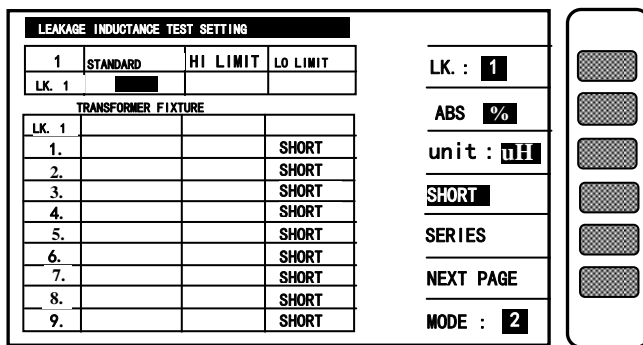 LEAKAGE INDUCTANCE TEST SETTING
1 STANDARD HI LIMIT LO LIMIT
LK. 1
TRANSFORMER FIXTURE
LK. 1
1. SHORT
2. SHORT
3. SHORT
4. SHORT
5. SHORT
6. SHORT
7. SHORT
8. SHORT
9. SHORT
LK.: 1
ABS %
unit : uH
SHORT
SERIES
NEXT PAGE
MODE : 2